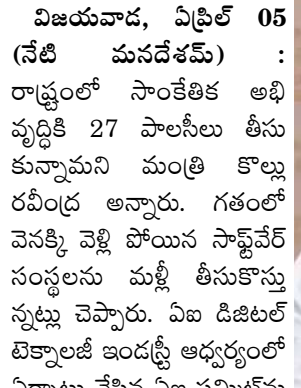 విజయవాడ, ఏప్రిల్ 05
(నేటి మనదేశమ్) :
రాష్ట్రంలో సాంకేతిక అభి
వృద్ధికి 27 పాలసీలు తీసు
కున్నామని మంత్రి కొల్లు
రవీంద్ర అన్నారు. గతంలో
వెనక్కి వెళ్లి పోయిన సాఫ్ట్‌వేర్
సంస్థలను మళ్లీ తీసుకొస్తు
న్నట్లు చెప్పారు. ఏఐ డిజిటల్
టెక్నాలజీ ఇండస్ట్రీ ఆధ్వర్యంలో